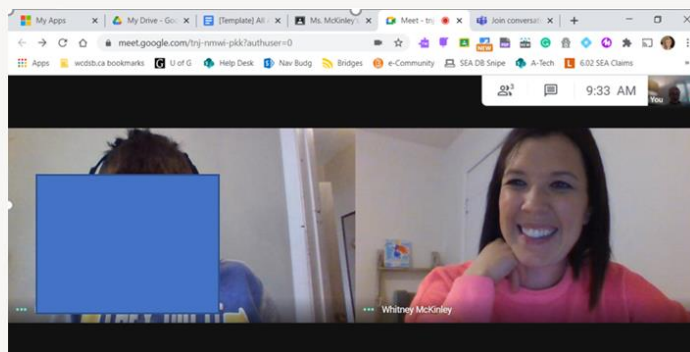 My Apps
My Drive - Goo
[Template] All
Ms. McKinley's
Meet - tnj
Join conversat
meet.google.com/tnj-nmwi-pkk?authuser=0
NEW
Apps
wcdsb.ca bookmarks
U of G
Help Desk
Nav Budg
Bridges
e-Community
SEA DB Snipe
A-Tech
6.02 SEA Claims
3
9:33 AM
You
Whitney McKinley